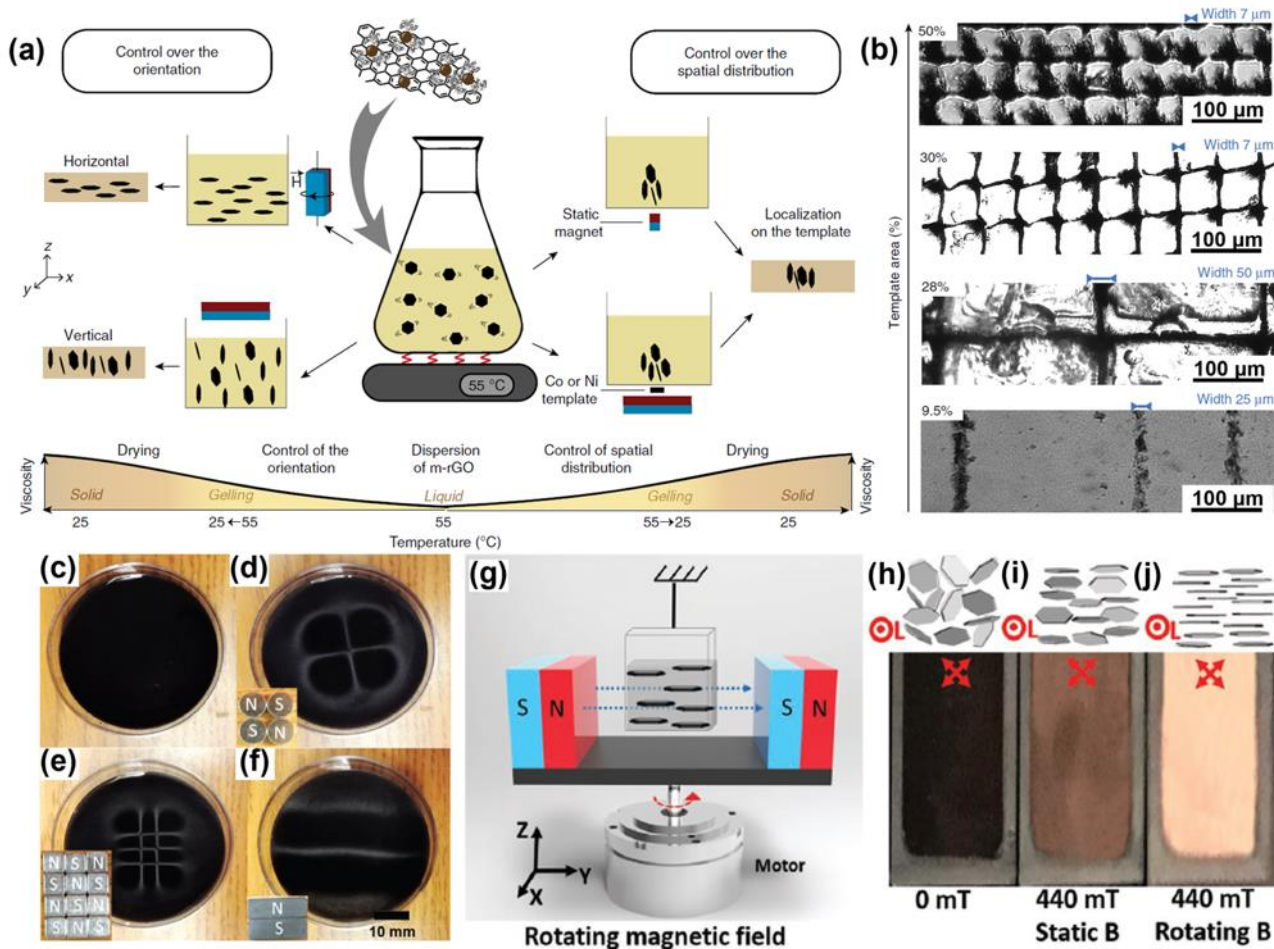 (a)
Control over the
orientation
Control over the
spatial distribution
Horizontal
H
Static
magnet
Localization
on the template
z
y
x
Vertical
55 °C
Co or Ni
template
Drying
Control of the
orientation
Dispersion
of m-rGO
Control of spatial
distribution
Drying
Viscosity
Solid
Gelling
Liquid
Gelling
Solid
Viscosity
25
25←55
55
55→25
25
Temperature (°C)
(b)
Template area (%)
50%
Width 7 μm
100 μm
30%
Width 7 μm
100 μm
28%
Width 50 μm
100 μm
9.5%
Width 25 μm
100 μm
(c)
(d)
N S
S N
(e)
N S N
S N S
N S N
S N S
(f)
N
S
10 mm
(g)
S N
S N
Z
Y
X
Motor
Rotating magnetic field
(h)
(i)
(j)
L
L
L
0 mT
440 mT
Static B
440 mT
Rotating B